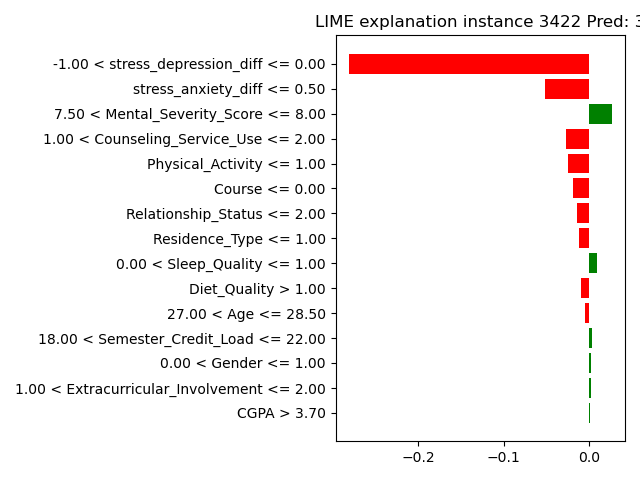 LIME explanation instance 3422 Pred: 3
-1.00 < stress_depression_diff <= 0.00
stress_anxiety_diff <= 0.50
7.50 < Mental_Severity_Score <= 8.00
1.00 < Counseling_Service_Use <= 2.00
Physical_Activity <= 1.00
Course <= 0.00
Relationship_Status <= 2.00
Residence_Type <= 1.00
0.00 < Sleep_Quality <= 1.00
Diet_Quality > 1.00
27.00 < Age <= 28.50
18.00 < Semester_Credit_Load <= 22.00
0.00 < Gender <= 1.00
1.00 < Extracurricular_Involvement <= 2.00
CGPA > 3.70
−0.2 −0.1 0.0